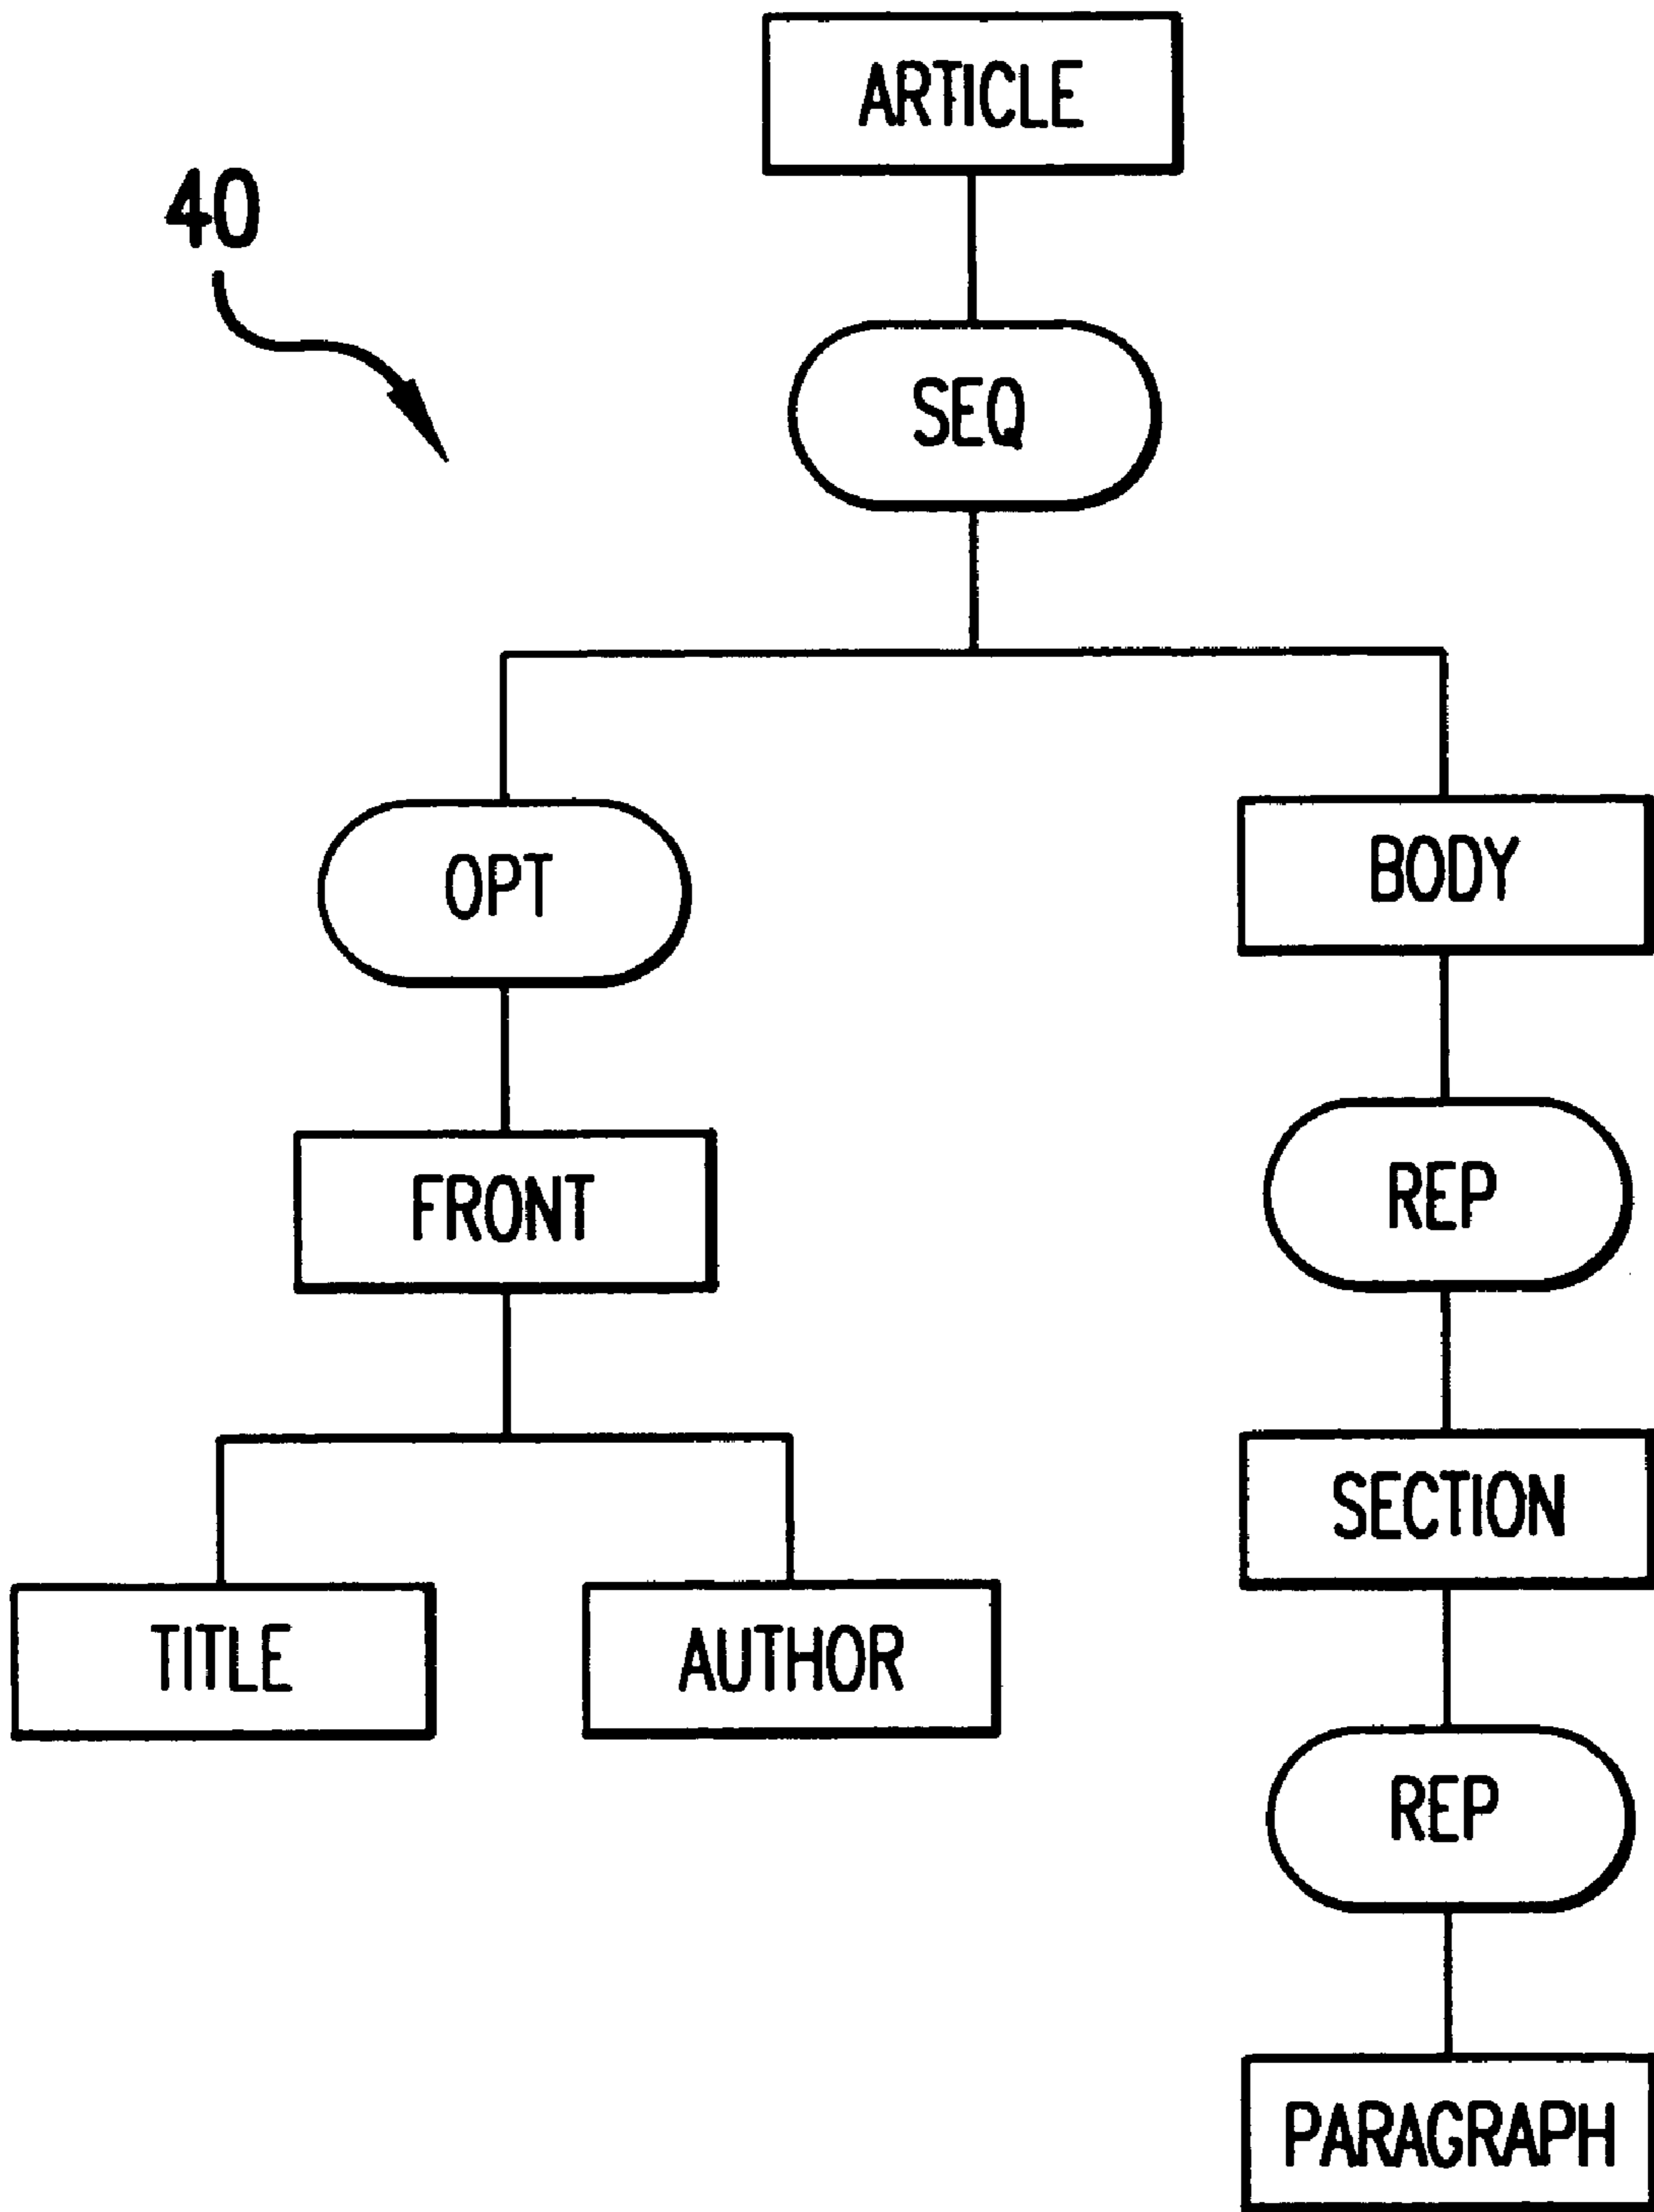 ARTICLE
40
SEQ
OPT
BODY
FRONT
REP
SECTION
TITLE
AUTHOR
REP
PARAGRAPH